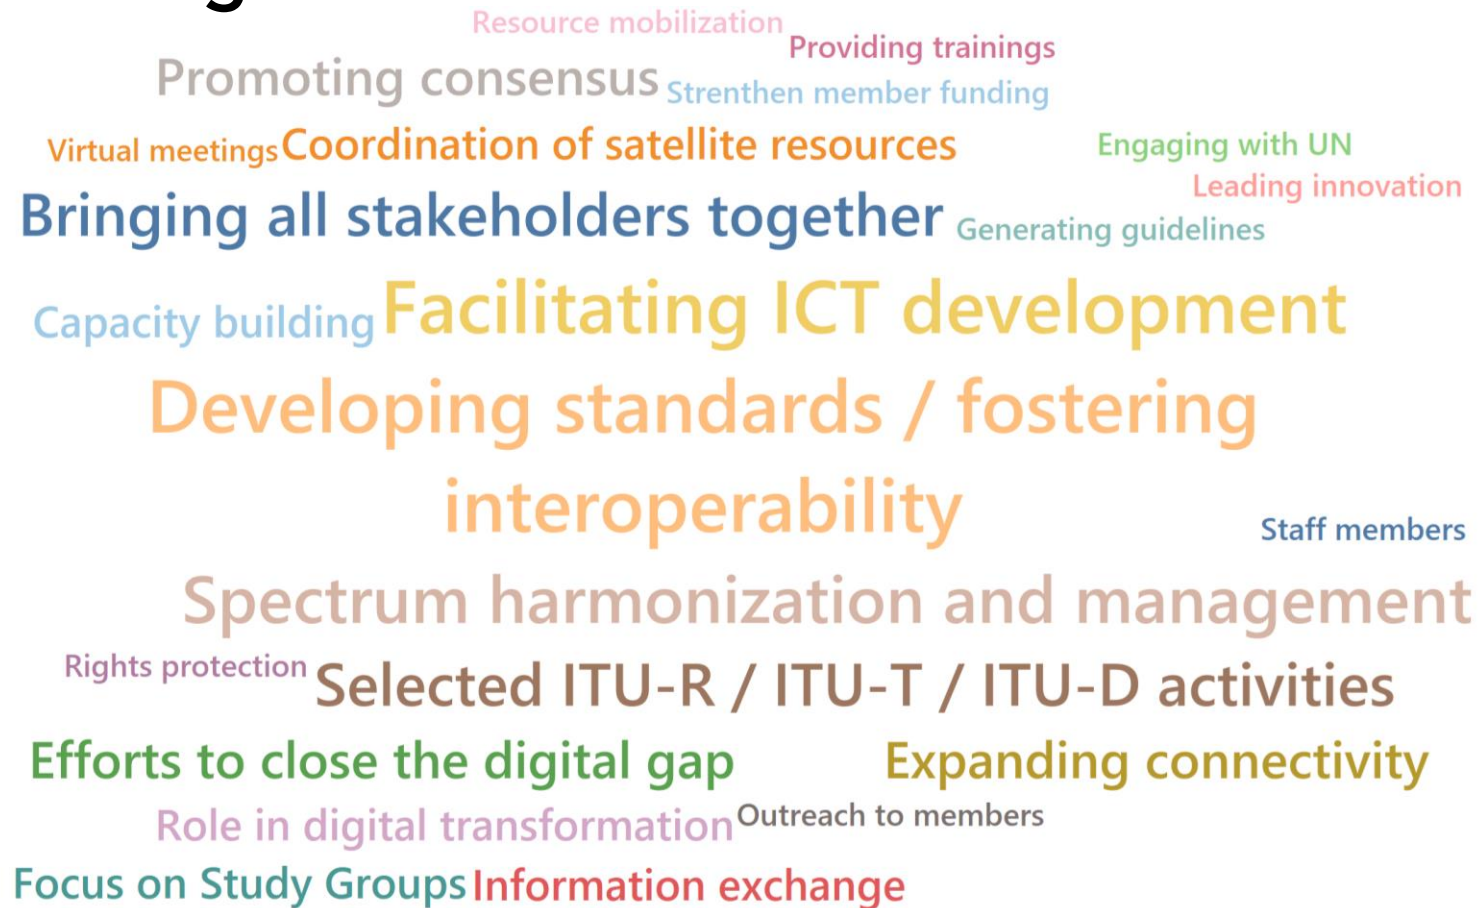 Resource mobilization
Providing trainings
Promoting consensus
Strenthen member funding
Virtual meetings
Coordination of satellite resources
Engaging with UN
Leading innovation
Bringing all stakeholders together
Generating guidelines
Capacity building
Facilitating ICT development
Developing standards / fostering
interoperability
Staff members
Spectrum harmonization and management
Rights protection
Selected ITU-R / ITU-T / ITU-D activities
Efforts to close the digital gap
Expanding connectivity
Role in digital transformation
Outreach to members
Focus on Study Groups
Information exchange